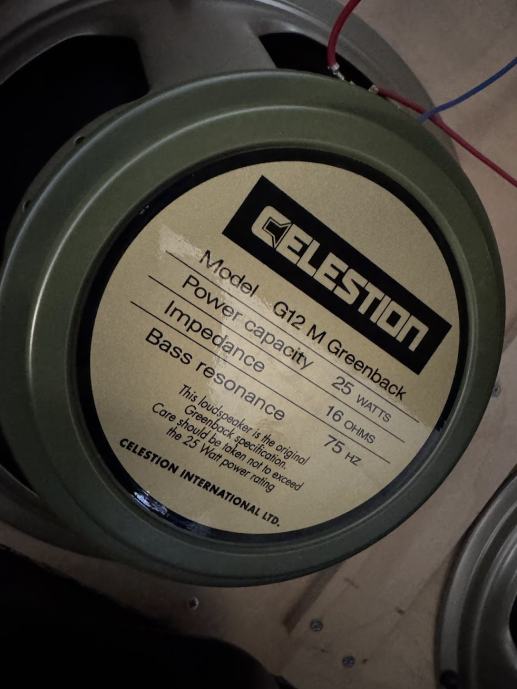 CELESTION
Model G12 M Greenback
Power capacity 25 WATTS
Impedance 16 OHMS
Bass resonance 75 HZ
This loudspeaker is the original
Greenback specification.
Care should be taken not to exceed
the 25 Watt power rating
CELESTION INTERNATIONAL LTD.